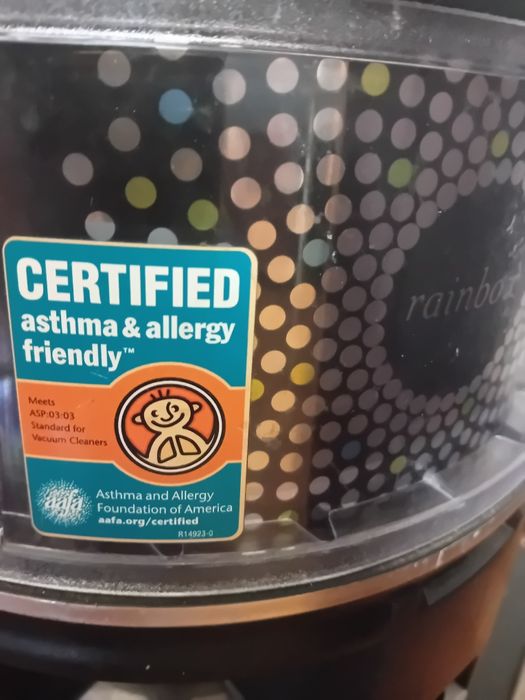 CERTIFIED
asthma & allergy
friendly™
Meets
ASP:03:03
Standard for
Vacuum Cleaners
aafa
Asthma and Allergy
Foundation of America
aafa.org/certified
R14923-0